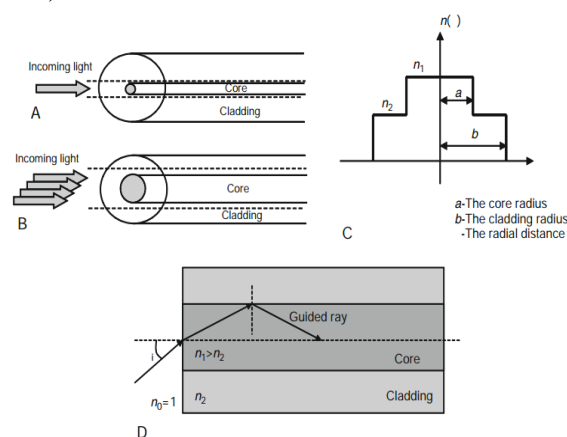 Incoming light
Core
Cladding
A
Incoming light
Core
Cladding
B
n( )
n1
n2
a
b
a-The core radius
b-The cladding radius
-The radial distance
C
Guided ray
i
n1>n2
Core
n0=1
n2
Cladding
D